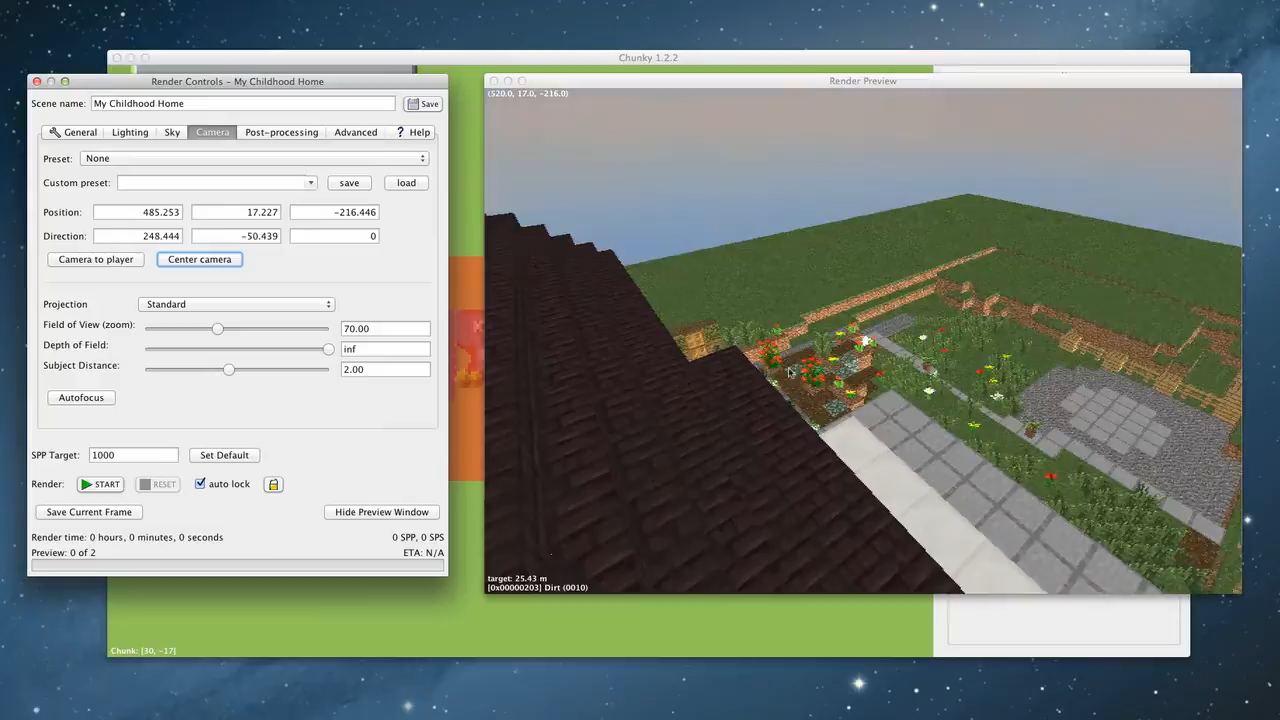 Chunky 1.2.2
Render Controls - My Childhood Home
Scene name: My Childhood Home Save
General Lighting Sky Camera Post-processing Advanced ? Help
Preset: None
Custom preset: save load
Position: 485.253 17.227 -216.446
Direction: 248.444 -50.439 0
Camera to player Center camera
Projection Standard
Field of View (zoom): 70.00
Depth of Field: inf
Subject Distance: 2.00
Autofocus
SPP Target: 1000 Set Default
Render: START RESET auto lock
Save Current Frame Hide Preview Window
Render time: 0 hours, 0 minutes, 0 seconds 0 SPP, 0 SPS
Preview: 0 of 2 ETA: N/A
Render Preview
(520.0, 17.0, -216.0)
target: 25.43 m
[0x00000203] Dirt (0010)
Chunk: [30, -17]